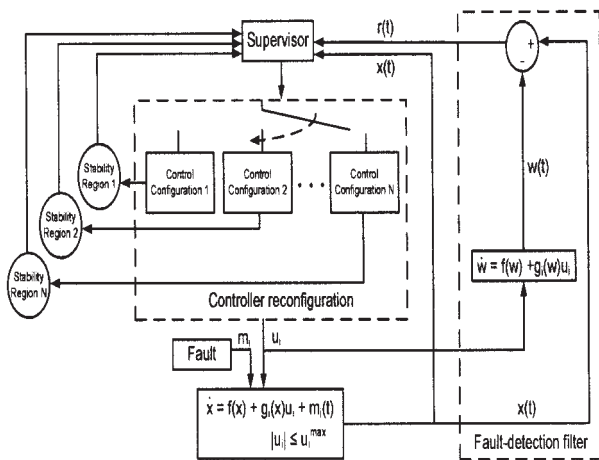 Supervisor
r(t)
x(t)
+
-
w(t)
Stability
Region 1
Stability
Region 2
Stability
Region N
Control
Configuration 1
Control
Configuration 2
...
Control
Configuration N
Controller reconfiguration
ẇ = f(w) +gᵢ(w)uᵢ
Fault
mᵢ
uᵢ
ẋ = f(x) + gᵢ(x)uᵢ + mᵢ(t)
|uᵢ| ≤ uᵢᵐᵃˣ
x(t)
Fault-detection filter